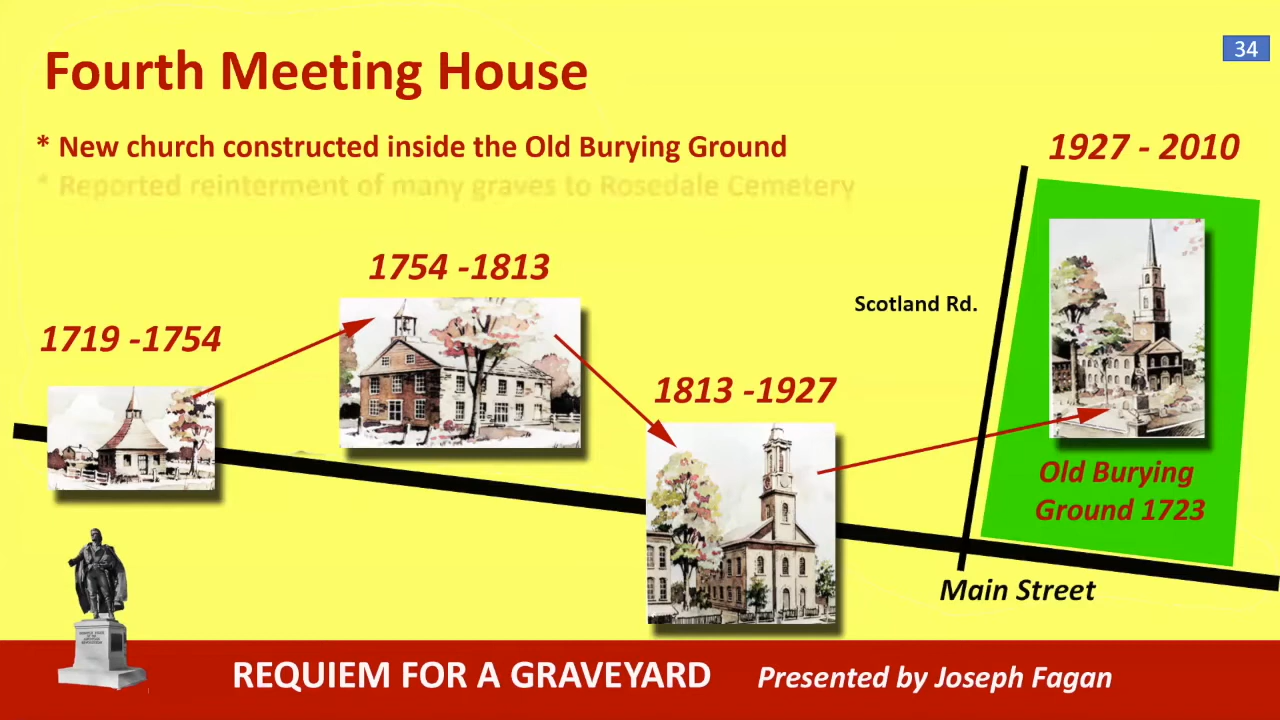 Fourth Meeting House
34
* New church constructed inside the Old Burying Ground
* Reported reinterment of many graves to Rosedale Cemetery
1927 - 2010
1754 -1813
Scotland Rd.
1719 -1754
1813 -1927
Old Burying
Ground 1723
Main Street
REQUIEM FOR A GRAVEYARD
Presented by Joseph Fagan